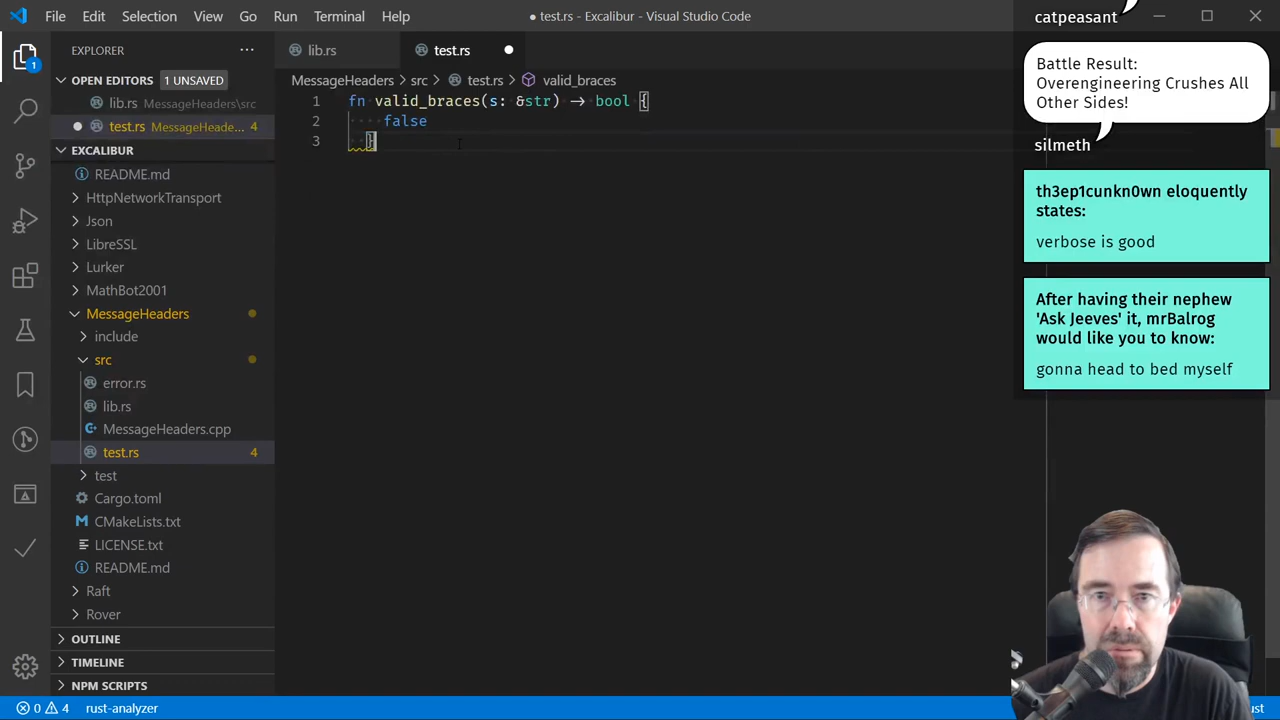 File Edit Selection View Go Run Terminal Help
● test.rs - Excalibur - Visual Studio Code
EXPLORER
OPEN EDITORS 1 UNSAVED
lib.rs MessageHeaders\src
test.rs MessageHeade... 4
EXCALIBUR
README.md
HttpNetworkTransport
Json
LibreSSL
Lurker
MathBot2001
MessageHeaders
include
src
error.rs
lib.rs
MessageHeaders.cpp
test.rs 4
test
Cargo.toml
CMakeLists.txt
LICENSE.txt
README.md
Raft
Rover
OUTLINE
TIMELINE
NPM SCRIPTS
1
0 4 rust-analyzer
lib.rs
test.rs
MessageHeaders > src > test.rs > valid_braces
1 fn valid_braces(s: &str) -> bool {
2 false
3 }
catpeasant
Battle Result:
Overengineering Crushes All
Other Sides!
silmeth
th3ep1cunkn0wn eloquently
states:
verbose is good
After having their nephew
'Ask Jeeves' it, mrBalrog
would like you to know:
gonna head to bed myself